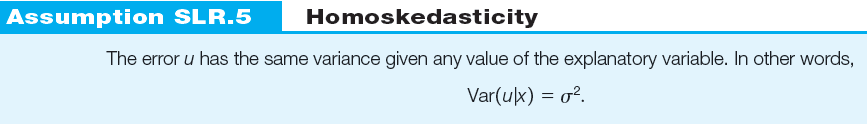 Assumption SLR.5 Homoskedasticity
The error u has the same variance given any value of the explanatory variable. In other words,
Var(u|x) = σ².